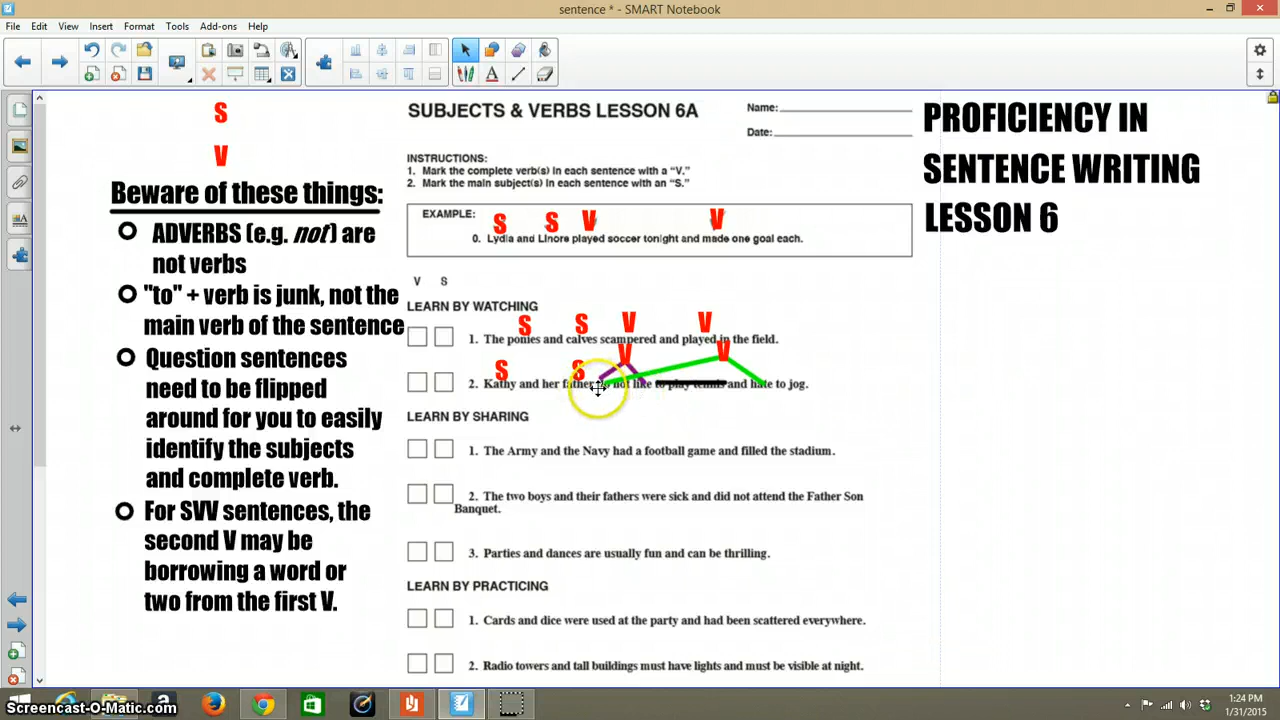 sentence * - SMART Notebook
File Edit View Insert Format Tools Add-ons Help
S
V
Beware of these things:
ADVERBS (e.g. not) are
not verbs
"to" + verb is junk, not the
main verb of the sentence
Question sentences
need to be flipped
around for you to easily
identify the subjects
and complete verb.
For SVV sentences, the
second V may be
borrowing a word or
two from the first V.
SUBJECTS & VERBS LESSON 6A
Name:
Date:
INSTRUCTIONS:
1. Mark the complete verb(s) in each sentence with a "V."
2. Mark the main subject(s) in each sentence with an "S."
EXAMPLE:
S S V V
0. Lydia and Linore played soccer tonight and made one goal each.
V S
LEARN BY WATCHING
S S V V
1. The ponies and calves scampered and played in the field.
S S V V
2. Kathy and her father do not like to play tennis and hate to jog.
LEARN BY SHARING
1. The Army and the Navy had a football game and filled the stadium.
2. The two boys and their fathers were sick and did not attend the Father Son
Banquet.
3. Parties and dances are usually fun and can be thrilling.
LEARN BY PRACTICING
1. Cards and dice were used at the party and had been scattered everywhere.
2. Radio towers and tall buildings must have lights and must be visible at night.
PROFICIENCY IN
SENTENCE WRITING
LESSON 6
Screencast-O-Matic.com
1:24 PM
1/31/2015